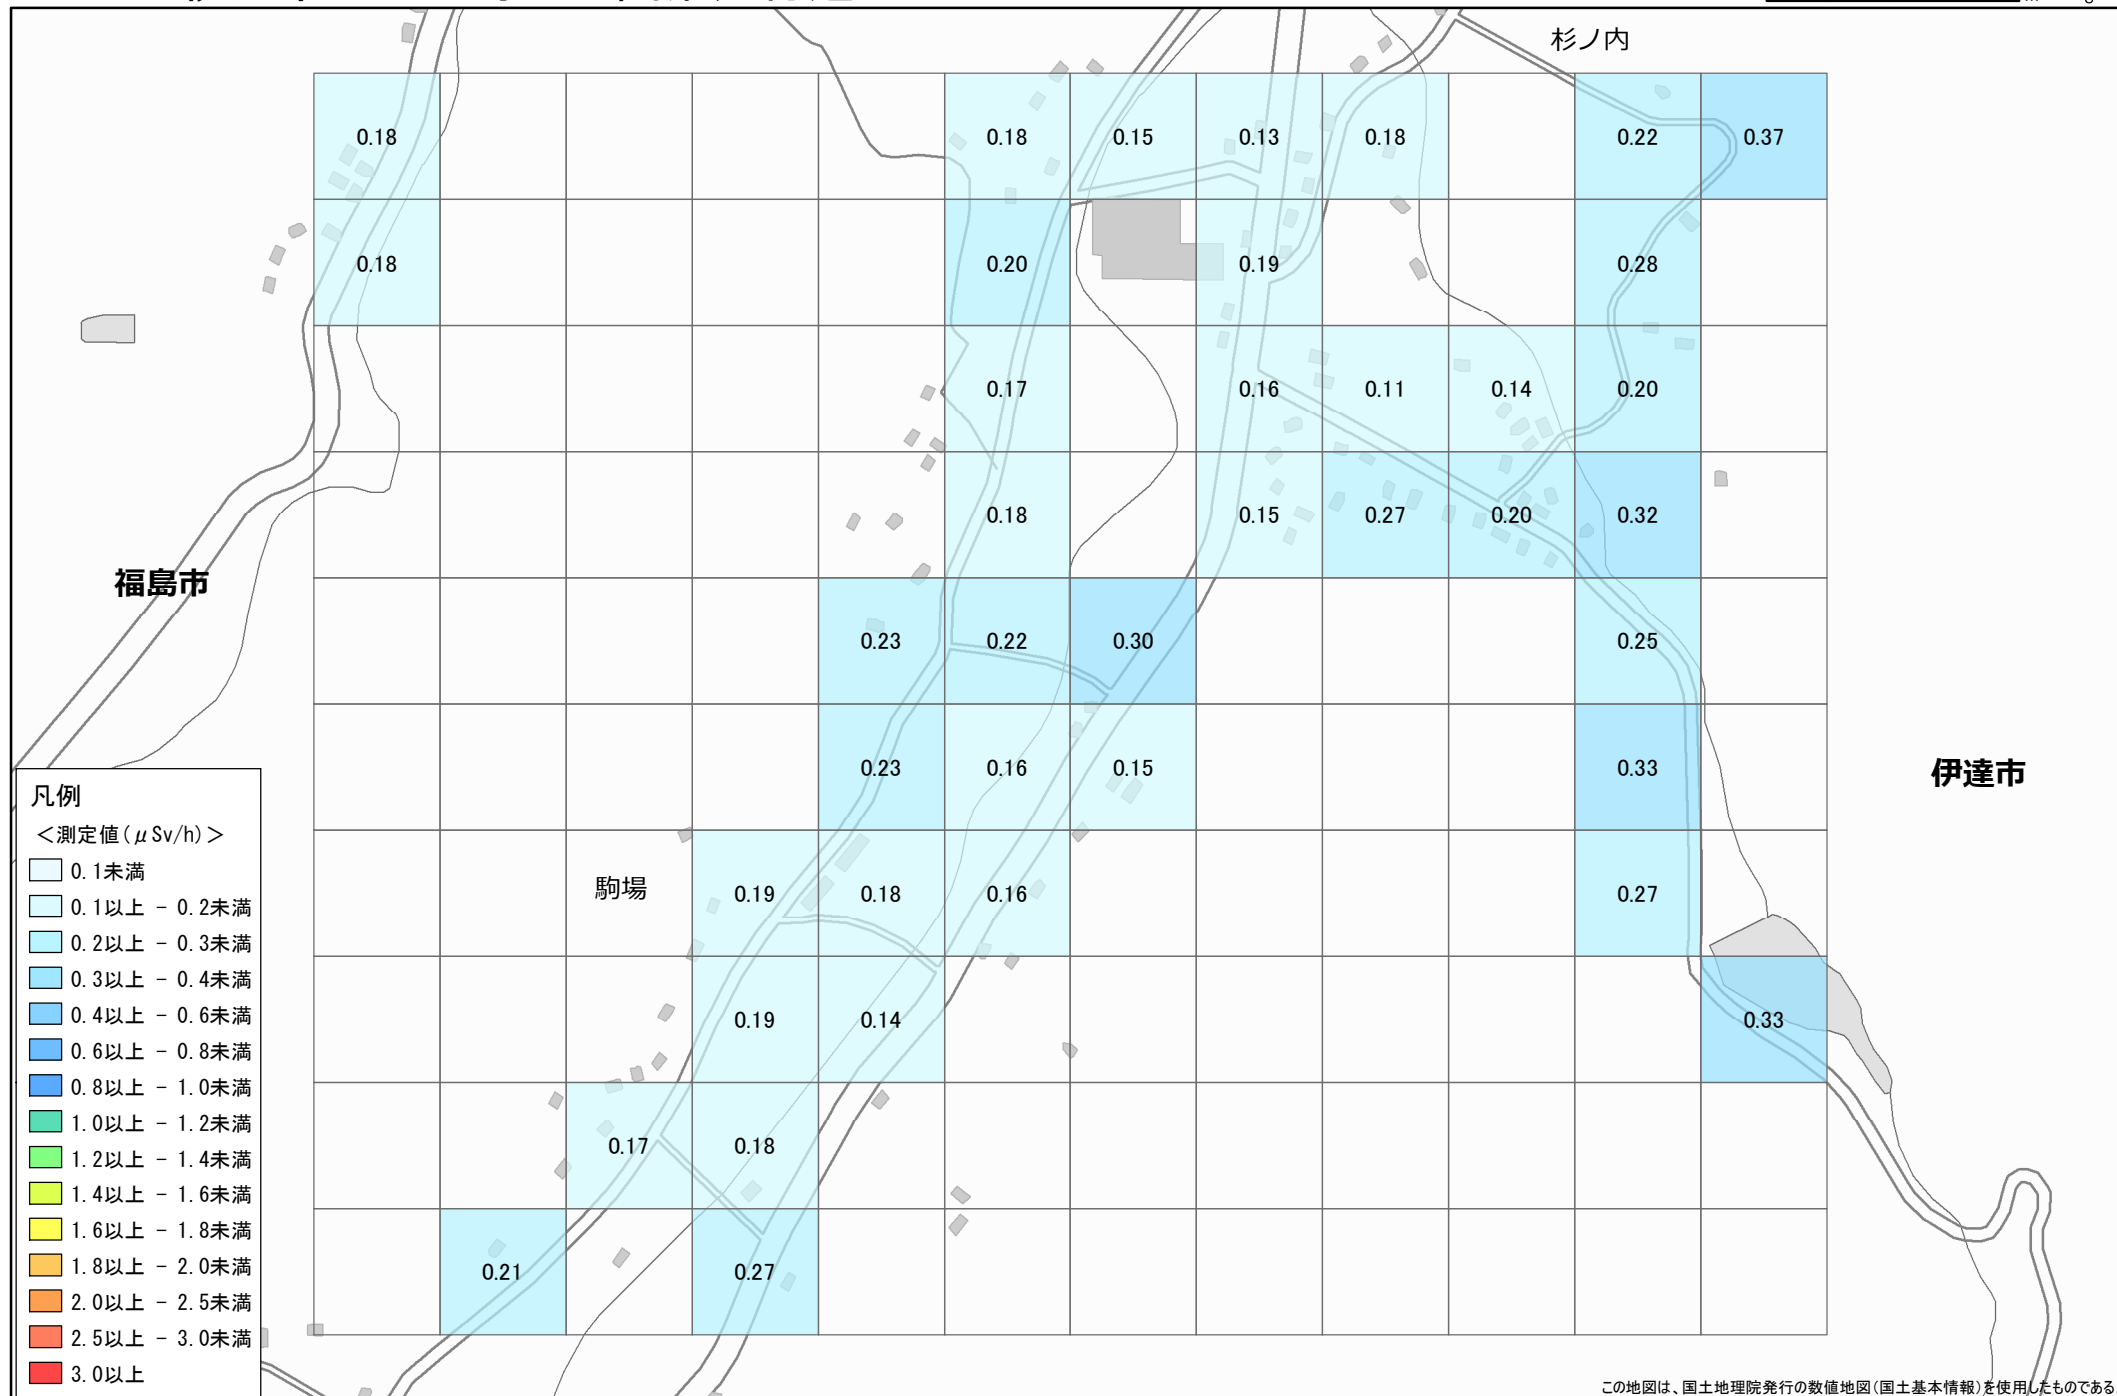 杉ノ内
0.18 0.18 0.15 0.13 0.18 0.22 0.37
0.18 0.20 0.19 0.28
0.17 0.16 0.11 0.14 0.20
0.18 0.15 0.27 0.20 0.32
福島市
0.23 0.22 0.30 0.25
0.23 0.16 0.15 0.33
伊達市
駒場
0.19 0.18 0.16 0.27
0.19 0.14 0.33
0.17 0.18
0.21 0.27
凡例
＜測定値(μSv/h)＞
0.1未満
0.1以上 - 0.2未満
0.2以上 - 0.3未満
0.3以上 - 0.4未満
0.4以上 - 0.6未満
0.6以上 - 0.8未満
0.8以上 - 1.0未満
1.0以上 - 1.2未満
1.2以上 - 1.4未満
1.4以上 - 1.6未満
1.6以上 - 1.8未満
1.8以上 - 2.0未満
2.0以上 - 2.5未満
2.5以上 - 3.0未満
3.0以上
この地図は、国土地理院発行の数値地図(国土基本情報)を使用したものである